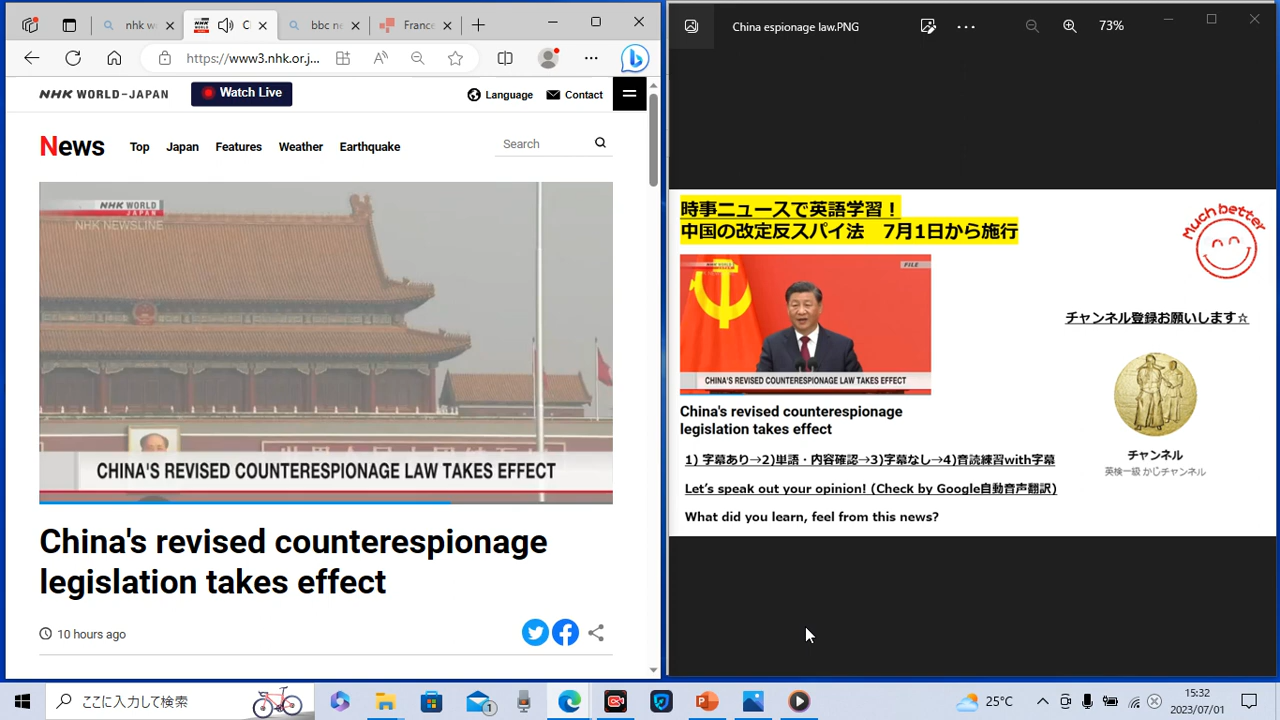 nhk w
C
bbc ne
France
https://www3.nhk.or.j...
NHK WORLD-JAPAN
Watch Live
Language
Contact
News
Top
Japan
Features
Weather
Earthquake
Search
NHK WORLD
JAPAN
NHK NEWSLINE
CHINA'S REVISED COUNTERESPIONAGE LAW TAKES EFFECT
China's revised counterespionage
legislation takes effect
10 hours ago
China espionage law.PNG
73%
時事ニュースで英語学習！
中国の改定反スパイ法 7月1日から施行
Much better
FILE
CHINA'S REVISED COUNTERESPIONAGE LAW TAKES EFFECT
China's revised counterespionage
legislation takes effect
チャンネル登録お願いします☆
チャンネル
英検一級 かじチャンネル
1) 字幕あり→2)単語・内容確認→3)字幕なし→4)音読練習with字幕
Let's speak out your opinion! (Check by Google自動音声翻訳)
What did you learn, feel from this news?
ここに入力して検索
1
25°C
15:32
2023/07/01